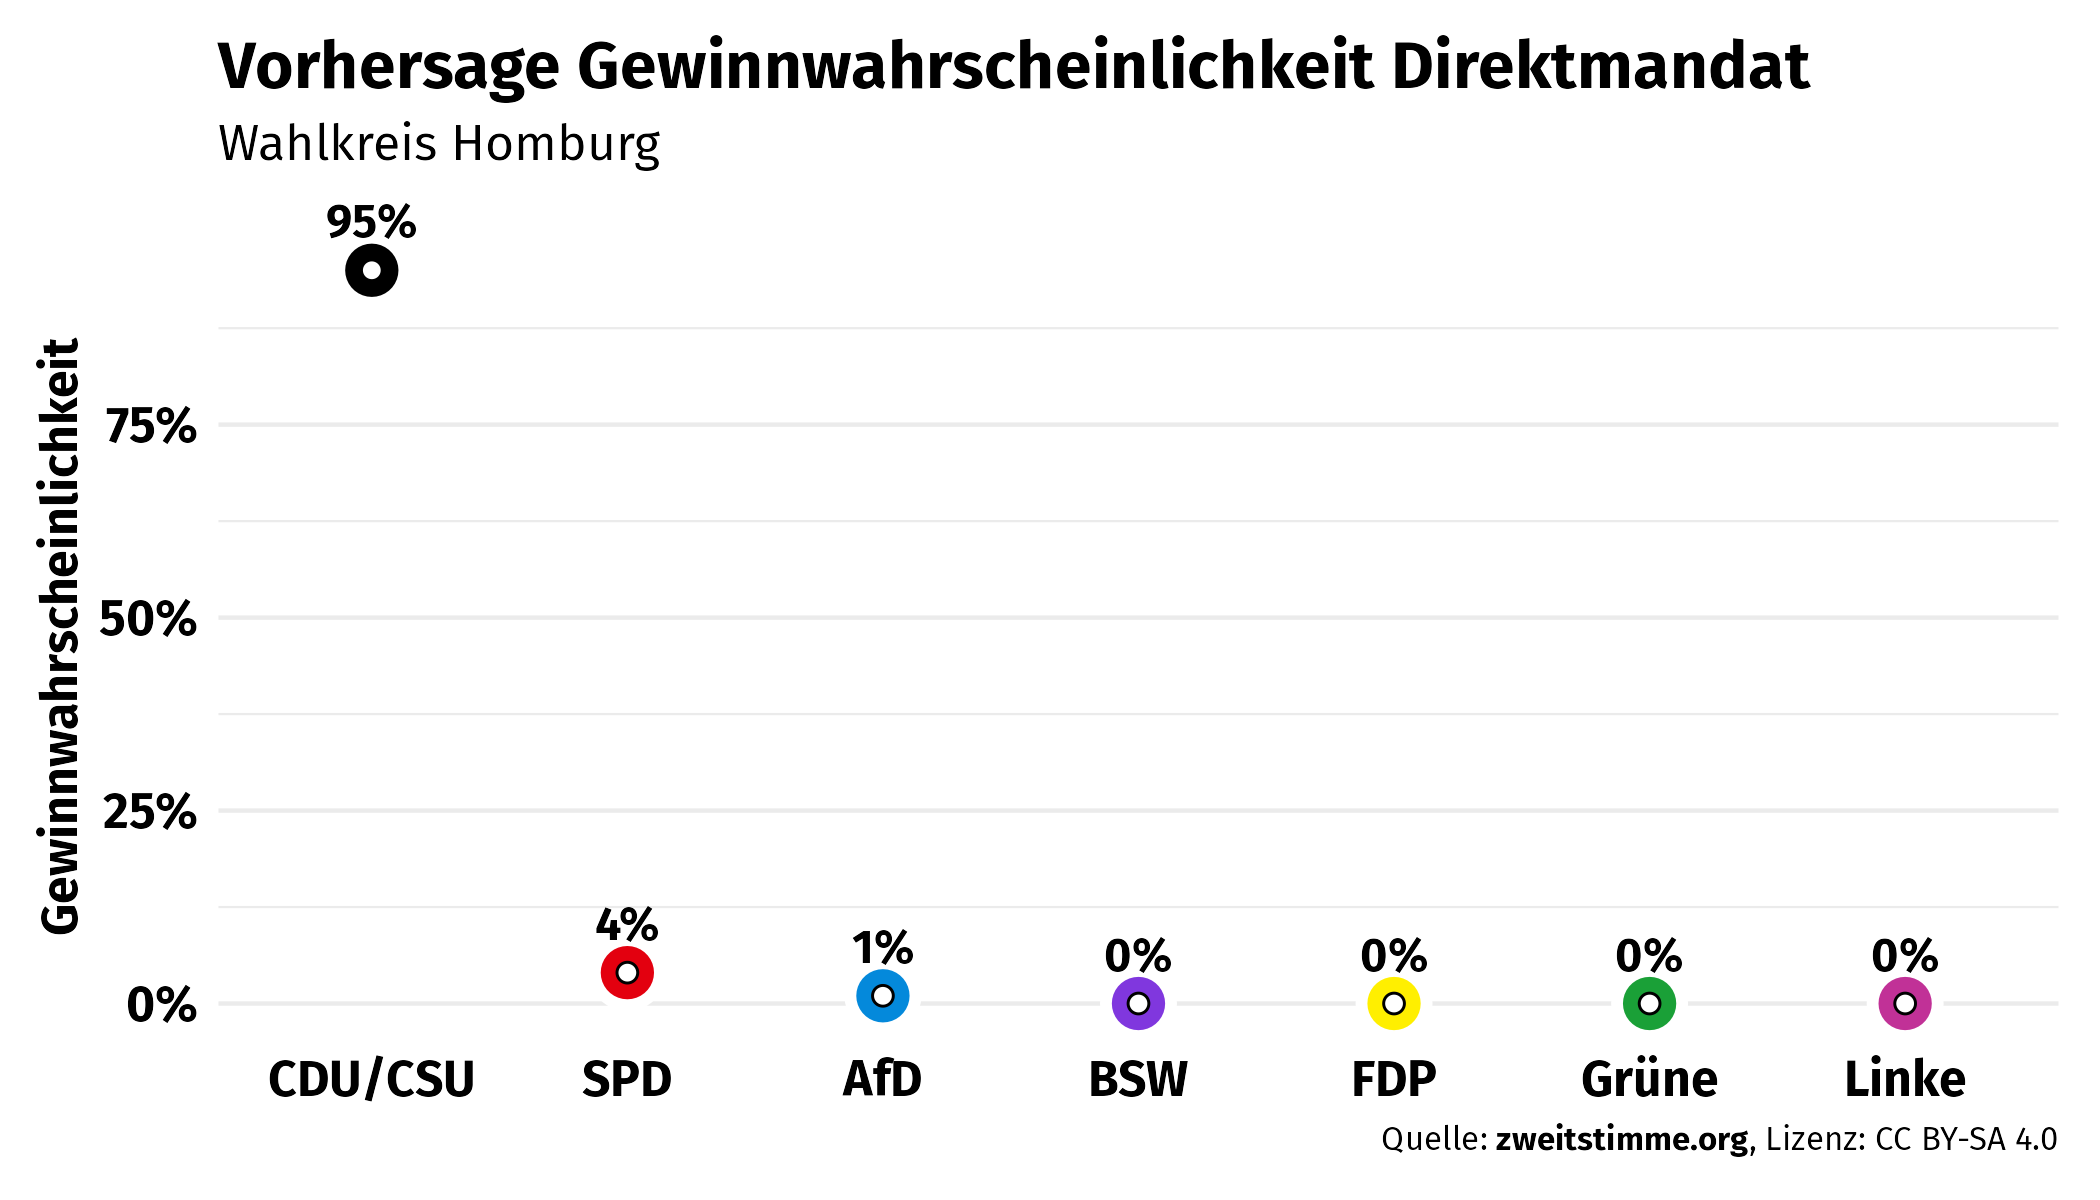 Vorhersage Gewinnwahrscheinlichkeit Direktmandat
Wahlkreis Homburg
95%
Gewinnwahrscheinlichkeit
75%
50%
25%
0%
4%
1%
0%
0%
0%
0%
CDU/CSU SPD AfD BSW FDP Grüne Linke
Quelle: zweitstimme.org, Lizenz: CC BY-SA 4.0